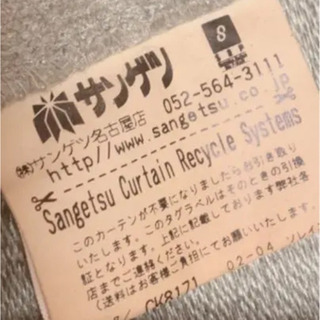 サンゲツ
8
㈱サンゲツ名古屋店 052-564-3111
http://www.sangetsu.co.jp
Sangetsu Curtain Recycle Systems
このカーテンが不要になりましたらお引き取り
いたします。このタグラベルはそのときの引換
証となります。上記に記載しております弊社各
店までご連絡ください。
(送料はお客様ご負担にてお願いいたします
CK8171 02-04